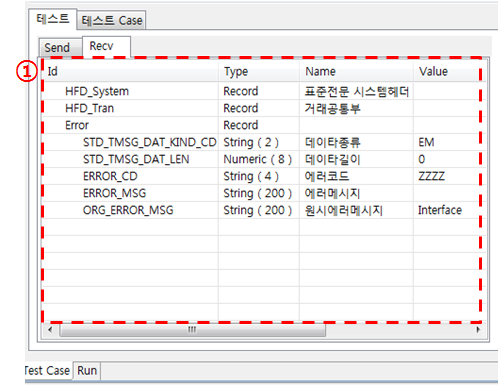 테스트 테스트 Case
Send Recv
①
Id Type Name Value
HFD_System Record 표준전문 시스템헤더
HFD_Tran Record 거래공통부
Error Record
STD_TMSG_DAT_KIND_CD String ( 2 ) 데이타종류 EM
STD_TMSG_DAT_LEN Numeric ( 8 ) 데이타길이 0
ERROR_CD String ( 4 ) 에러코드 ZZZZ
ERROR_MSG String ( 200 ) 에러메시지
ORG_ERROR_MSG String ( 200 ) 원시에러메시지 Interface
Test Case Run